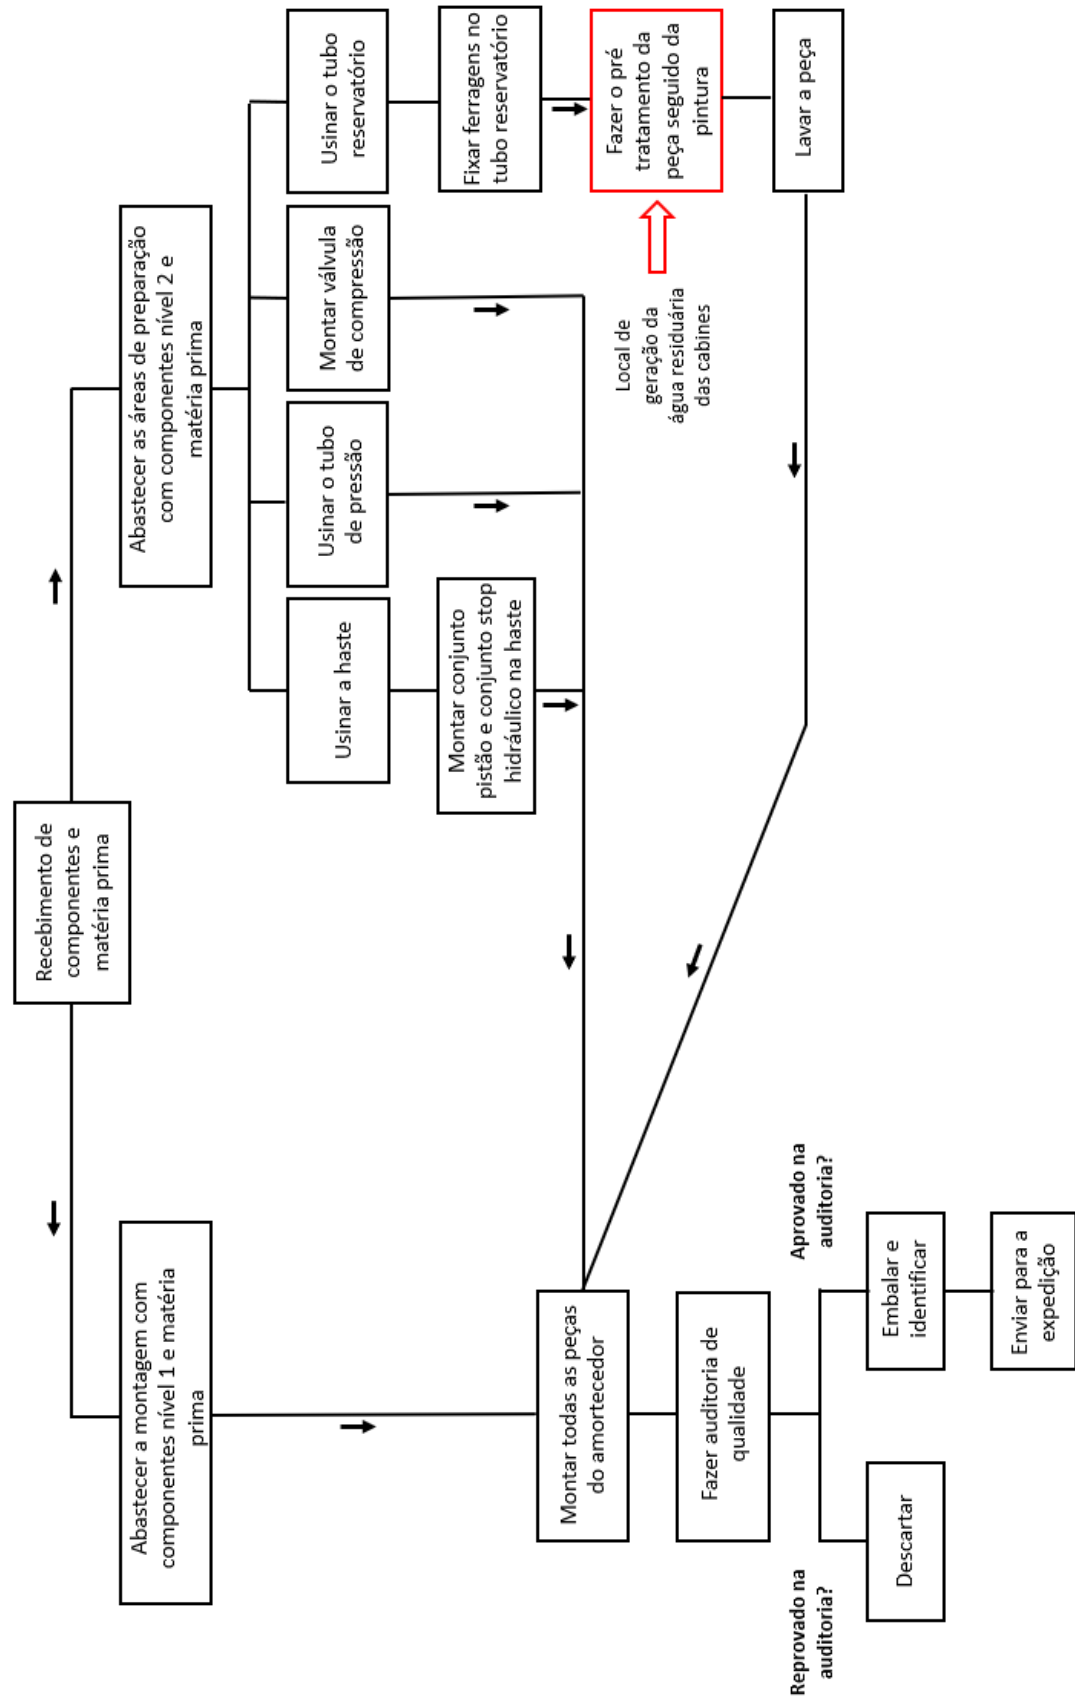 Recebimento de
componentes e
matéria prima
Abastecer a montagem com
componentes nível 1 e matéria
prima
Abastecer as áreas de preparação
com componentes nível 2 e
matéria prima
Usinar a haste
Usinar o tubo
de pressão
Montar válvula
de compressão
Usinar o tubo
reservatório
Montar conjunto
pistão e conjunto stop
hidráulico na haste
Fixar ferragens no
tubo reservatório
Local de
geração da
água residuária
das cabines
Fazer o pré
tratamento da
peça seguido da
pintura
Lavar a peça
Montar todas as peças
do amortecedor
Fazer auditoria de
qualidade
Reprovado na
auditoria?
Aprovado na
auditoria?
Descartar
Embalar e
identificar
Enviar para a
expedição